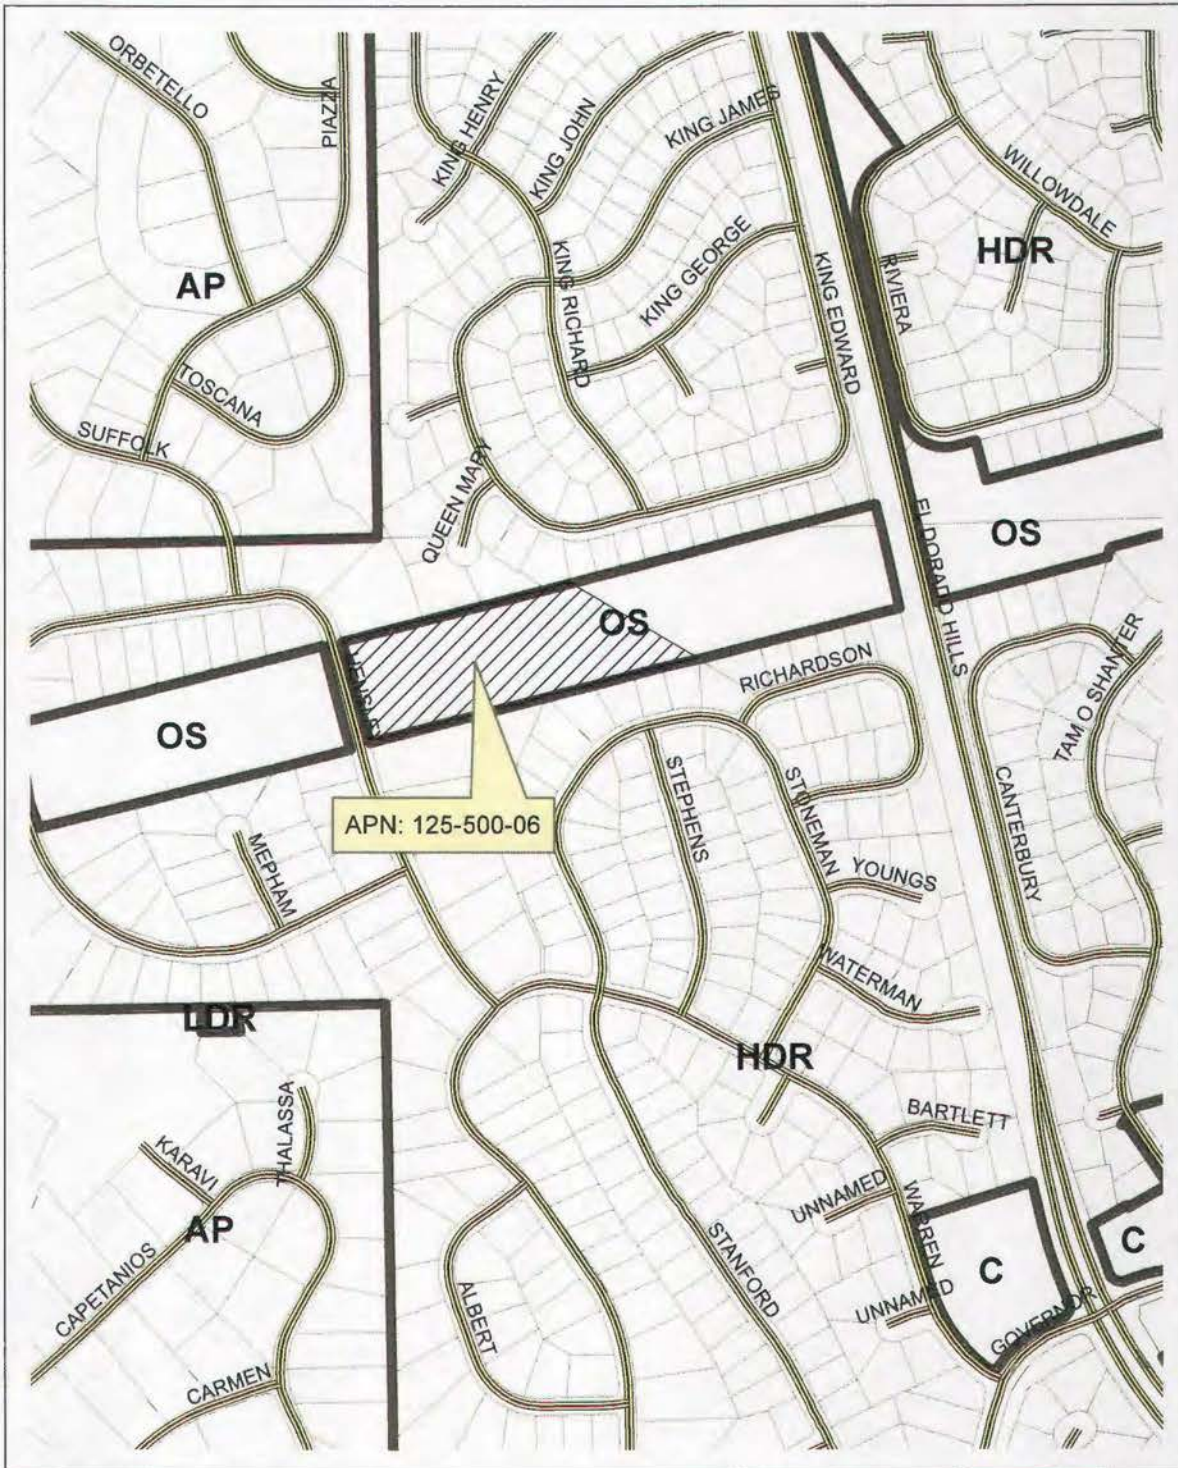 ORBETELLO
PIAZZA
KING HENRY
KING JOHN
KING JAMES
WILLOWDALE
AP
HDR
KING RICHARD
KING GEORGE
KING EDWARD
RIVIERA
TOSCANA
SUFFOLK
QUEEN MARY
EL DORADO HILLS
OS
OS
OS
RICHARDSON
TAM O SHANTER
APN: 125-500-06
STEPHENS
STONEMAN
CANTERBURY
MEPHAM
YOUNGS
WATERMAN
LDR
HDR
THALASSA
BARTLETT
KARAVI
UNNAMED
AP
WARREN D
STANFORD
C
C
CAPETANIOS
ALBERT
UNNAMED
GOVERNOR
CARMEN